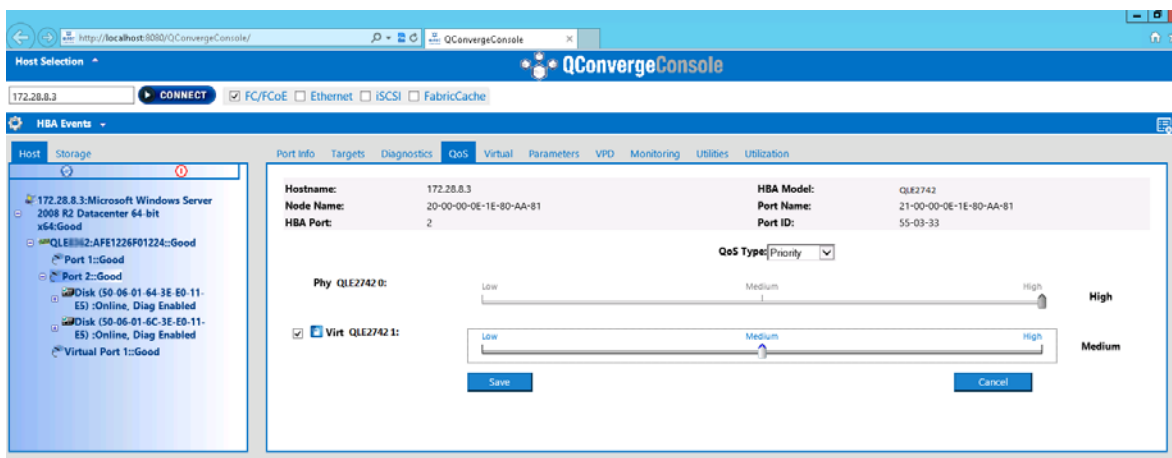 http://localhost:8080/QConvergeConsole/
QConvergeConsole
Host Selection
QConvergeConsole
172.28.8.3
CONNECT
FC/FCoE
Ethernet
iSCSI
FabricCache
HBA Events
Host
Storage
172.28.8.3:Microsoft Windows Server
2008 R2 Datacenter 64-bit
x64:Good
2:AFE1226F01224::Good
Port 1::Good
Port 2::Good
Disk (50-06-01-64-3E-E0-11-
E5) :Online, Diag Enabled
Disk (50-06-01-6C-3E-E0-11-
E5) :Online, Diag Enabled
Virtual Port 1::Good
Port Info Targets Diagnostics QoS Virtual Parameters VPD Monitoring Utilities Utilization
Hostname: 172.28.8.3 HBA Model: QLE2742
Node Name: 20-00-00-0E-1E-80-AA-81 Port Name: 21-00-00-0E-1E-80-AA-81
HBA Port: 2 Port ID: 55-03-33
QoS Type: Priority
Phy QLE2742 0: Low Medium High High
Virt QLE2742 1: Low Medium High Medium
Save Cancel